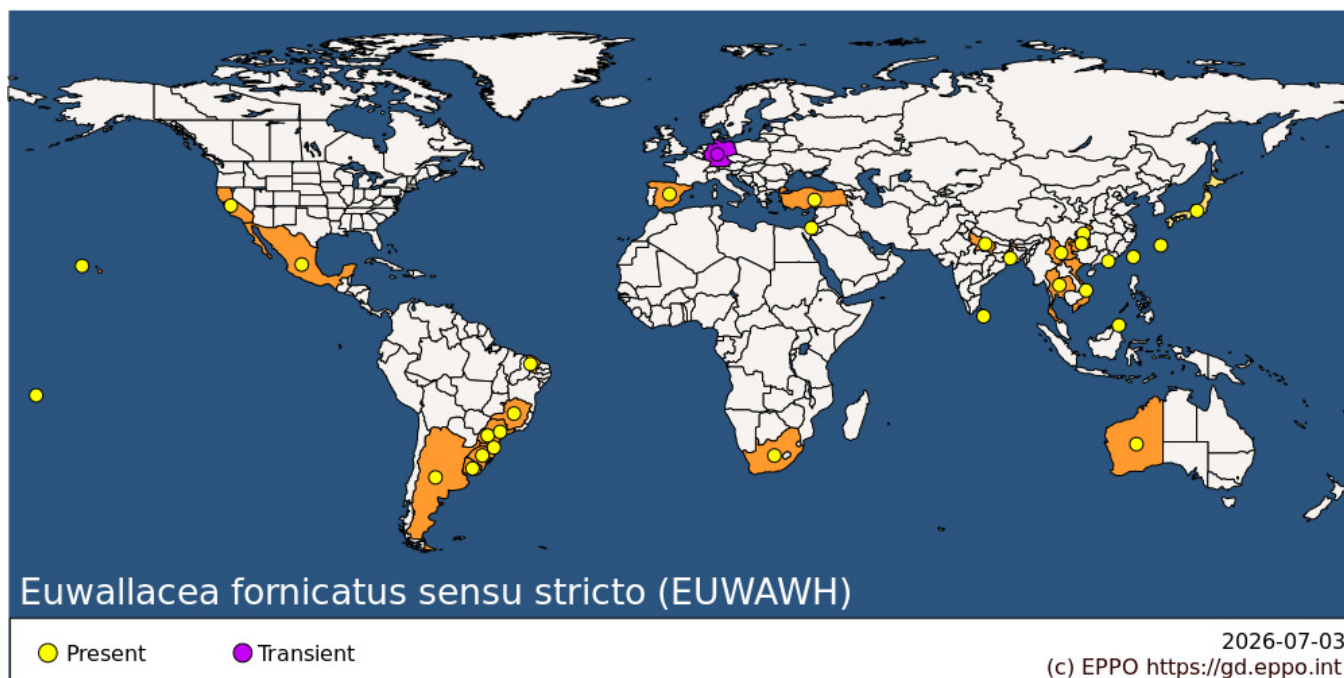 Euwallacea fornicatus sensu stricto (EUWAWH)
Present
Transient
2026-07-03
(c) EPPO https://gd.eppo.int